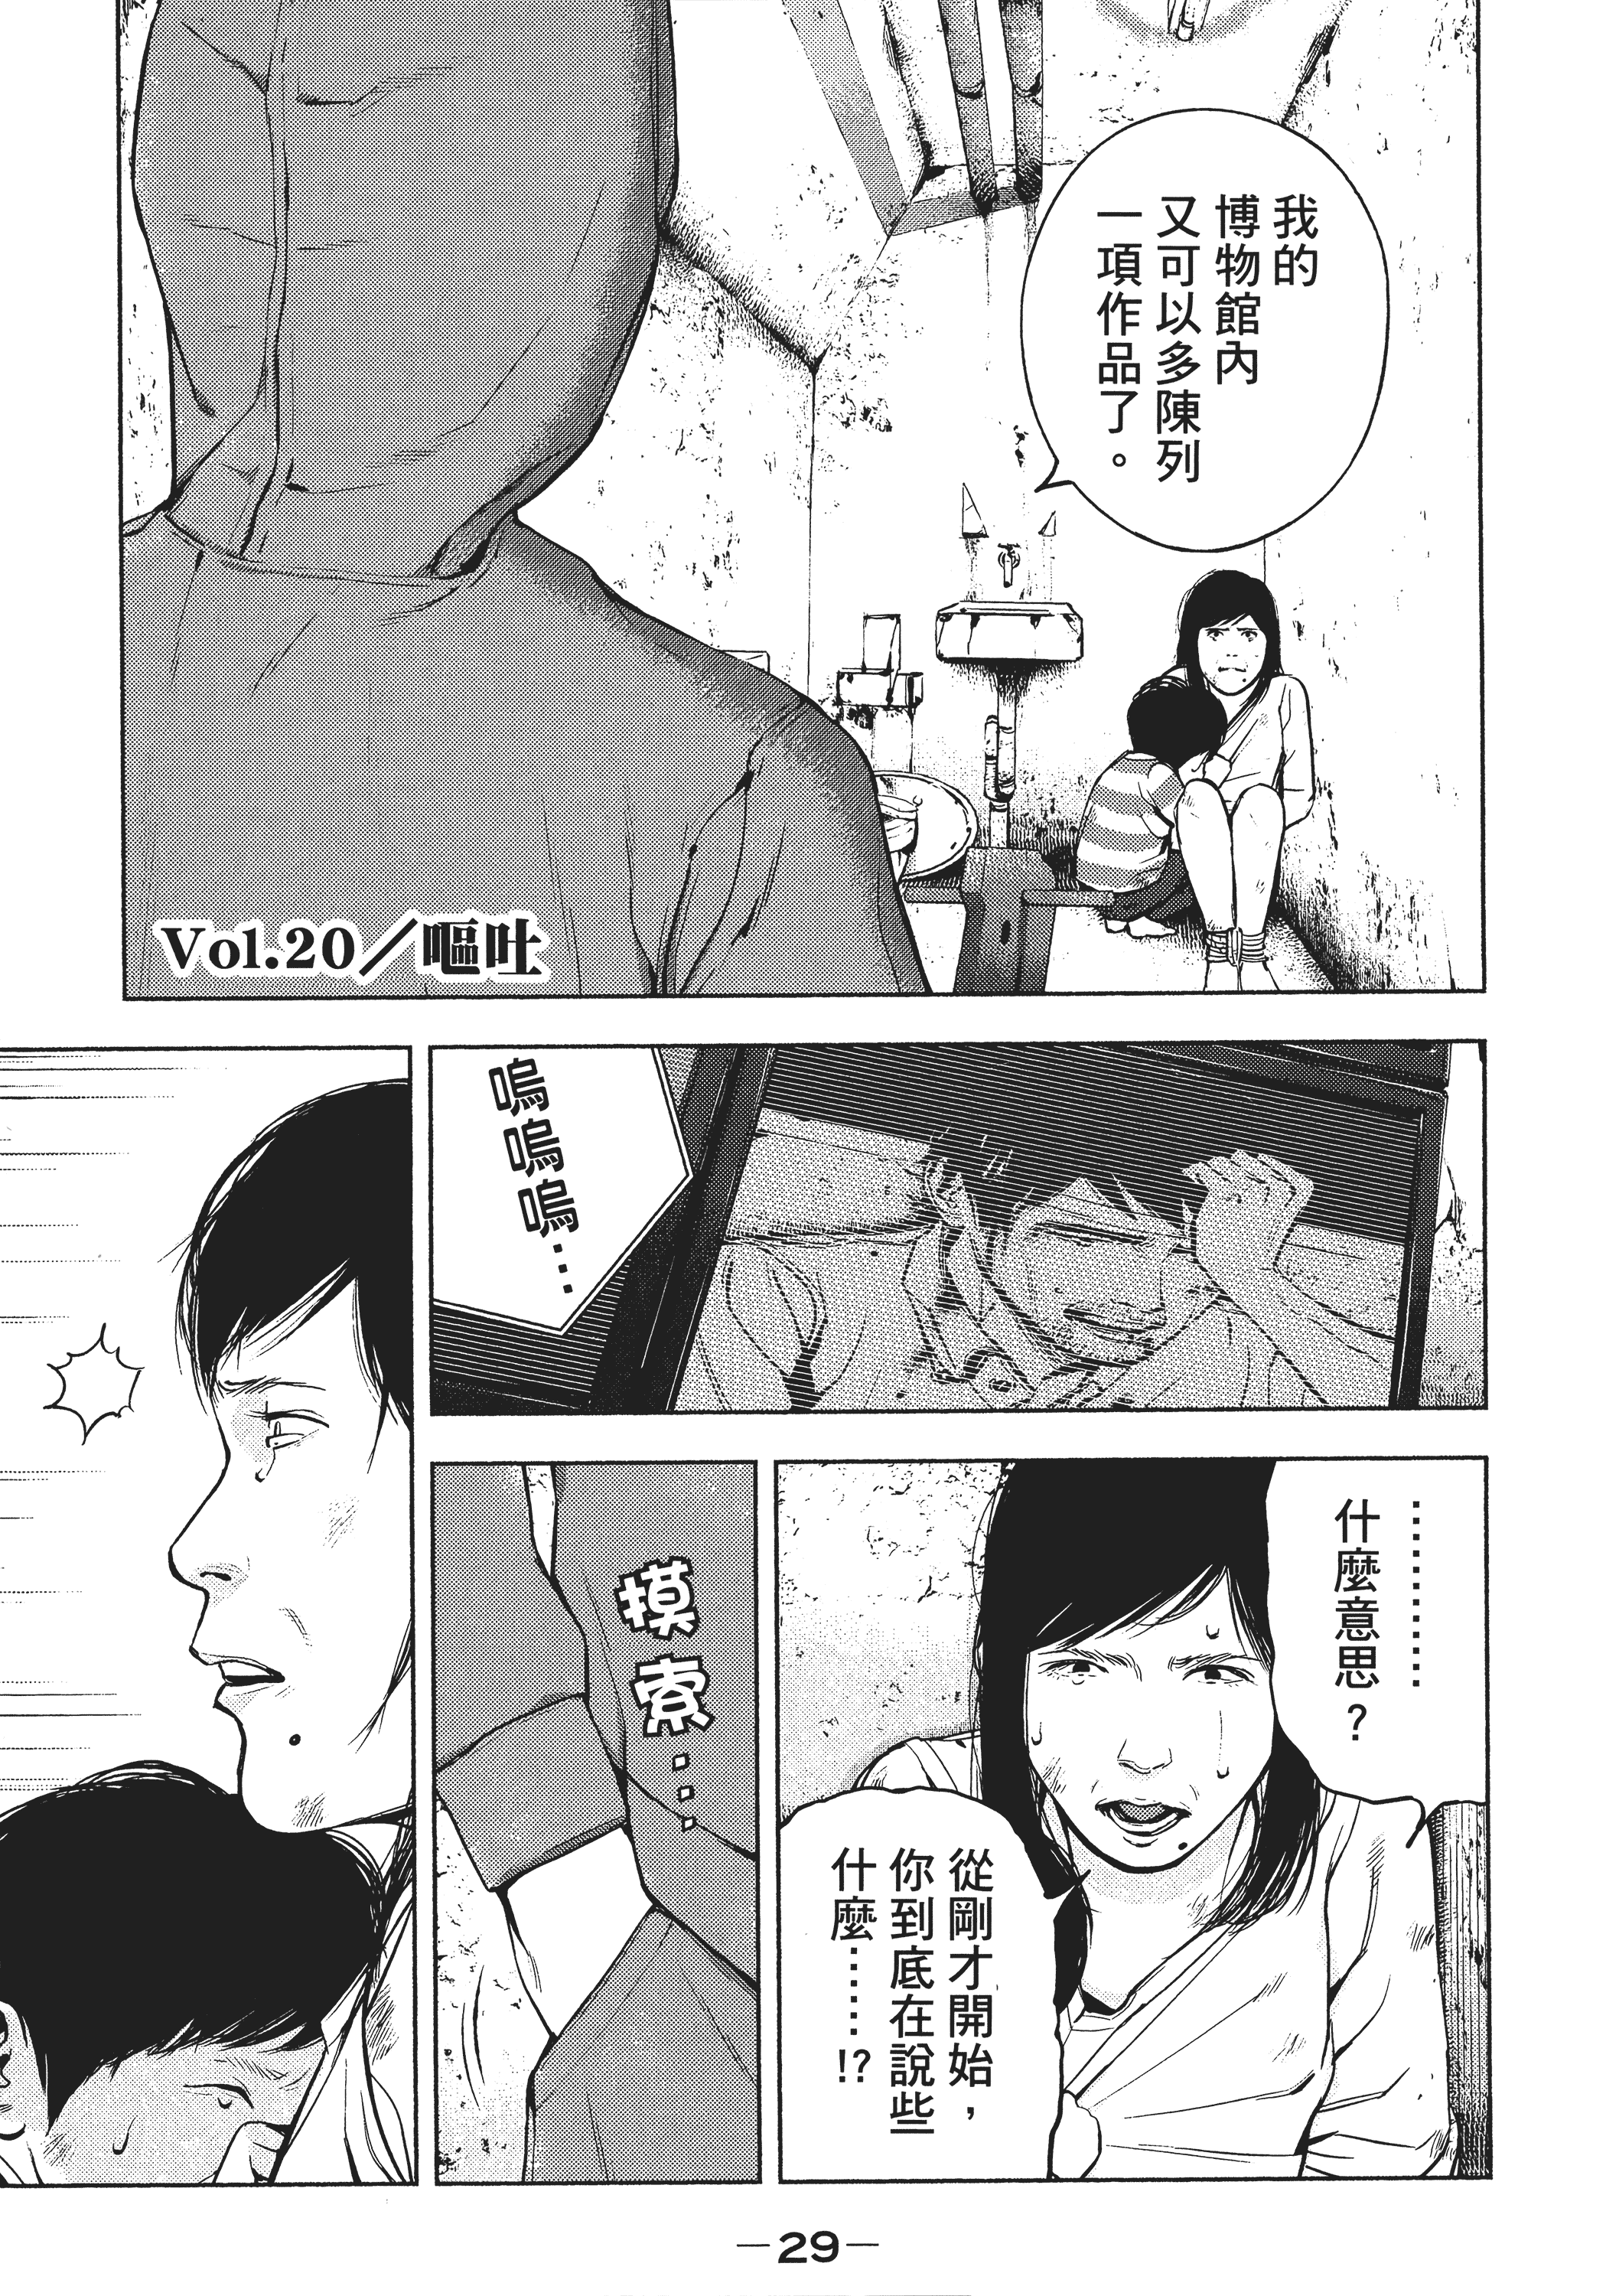 我的
博物館內
又可以多陳列
一項作品了。
Vol.20／嘔吐
嗚嗚嗚…
…………
什麼意思？
從剛才開始，
你到底在說些
什麼……!?
摸索…
—29—